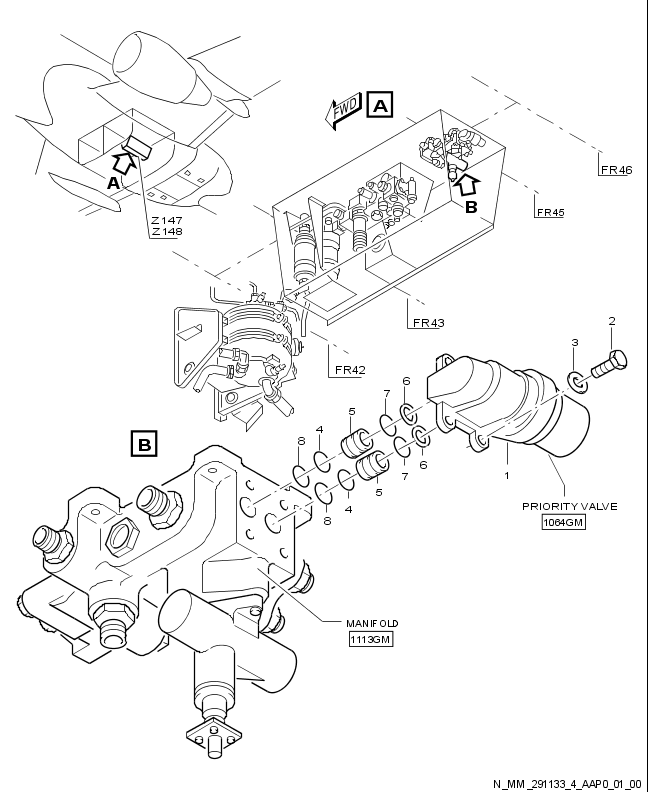 FWD
A
FR46
A
B
FR45
Z147
Z148
FR43
FR42
2
3
6
7
5
4
8
B
1
6
7
5
4
8
PRIORITY VALVE
1064GM
MANIFOLD
1113GM
N_MM_291133_4_AAP0_01_00